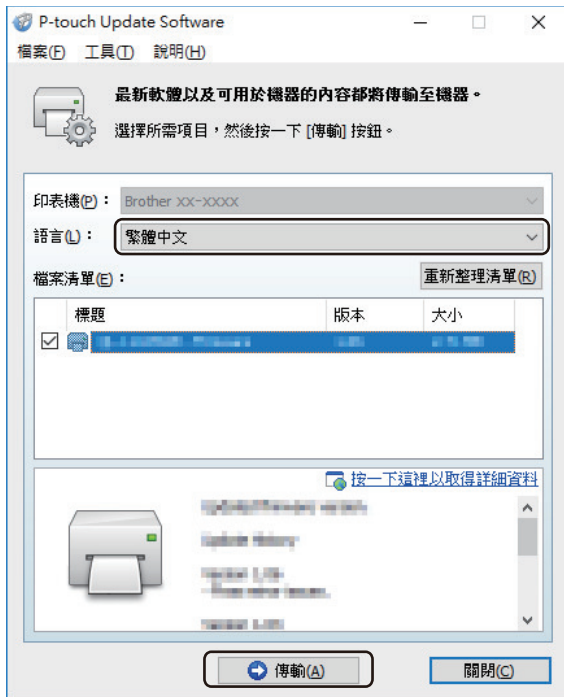 P-touch Update Software
檔案(F) 工具(T) 說明(H)
最新軟體以及可用於機器的內容都將傳輸至機器。
選擇所需項目，然後按一下 [傳輸] 按鈕。
印表機(P)： Brother XX-XXXX
語言(L)： 繁體中文
檔案清單(E)： 重新整理清單(R)
標題 版本 大小
按一下這裡以取得詳細資料
傳輸(A) 關閉(C)